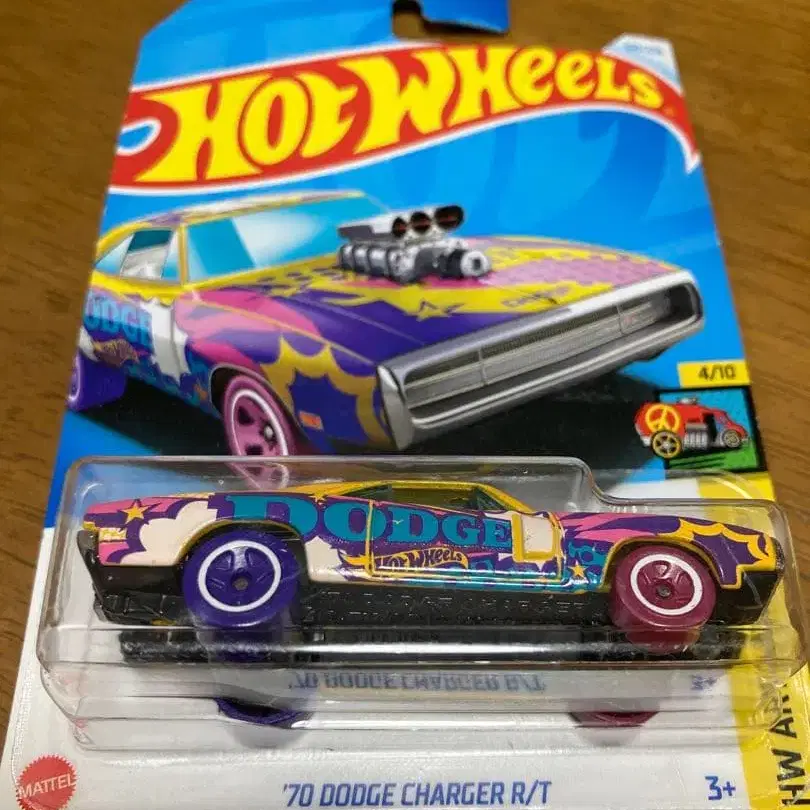 HOT WHEELS
DODGE
4/10
DODGE
HOT WHEELS
'70 DODGE CHARGER R/T
3+
MATTEL
'70 DODGE CHARGER R/T
3+
HW AR